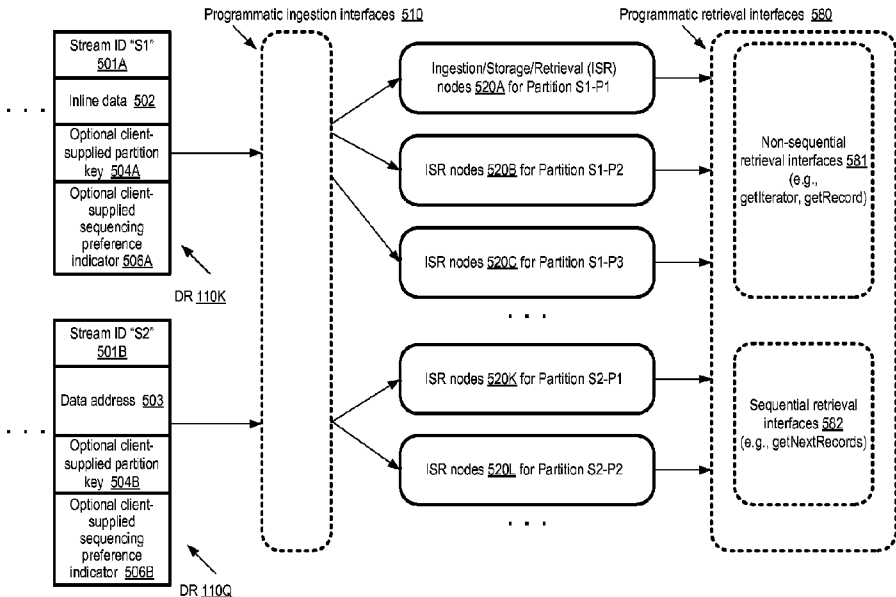 Programmatic ingestion interfaces 510
Programmatic retrieval interfaces 580
Stream ID "S1"
501A
Inline data 502
Optional client-
supplied partition
key 504A
Optional client-
supplied
sequencing
preference
indicator 506A
. . .
DR 110K
Stream ID "S2"
501B
Data address 503
Optional client-
supplied partition
key 504B
Optional client-
supplied
sequencing
preference
indicator 506B
. . .
DR 110Q
Ingestion/Storage/Retrieval (ISR)
nodes 520A for Partition S1-P1
ISR nodes 520B for Partition S1-P2
ISR nodes 520C for Partition S1-P3
. . .
ISR nodes 520K for Partition S2-P1
ISR nodes 520L for Partition S2-P2
. . .
Non-sequential
retrieval interfaces 581
(e.g.,
getIterator, getRecord)
Sequential retrieval
interfaces 582
(e.g., getNextRecords)